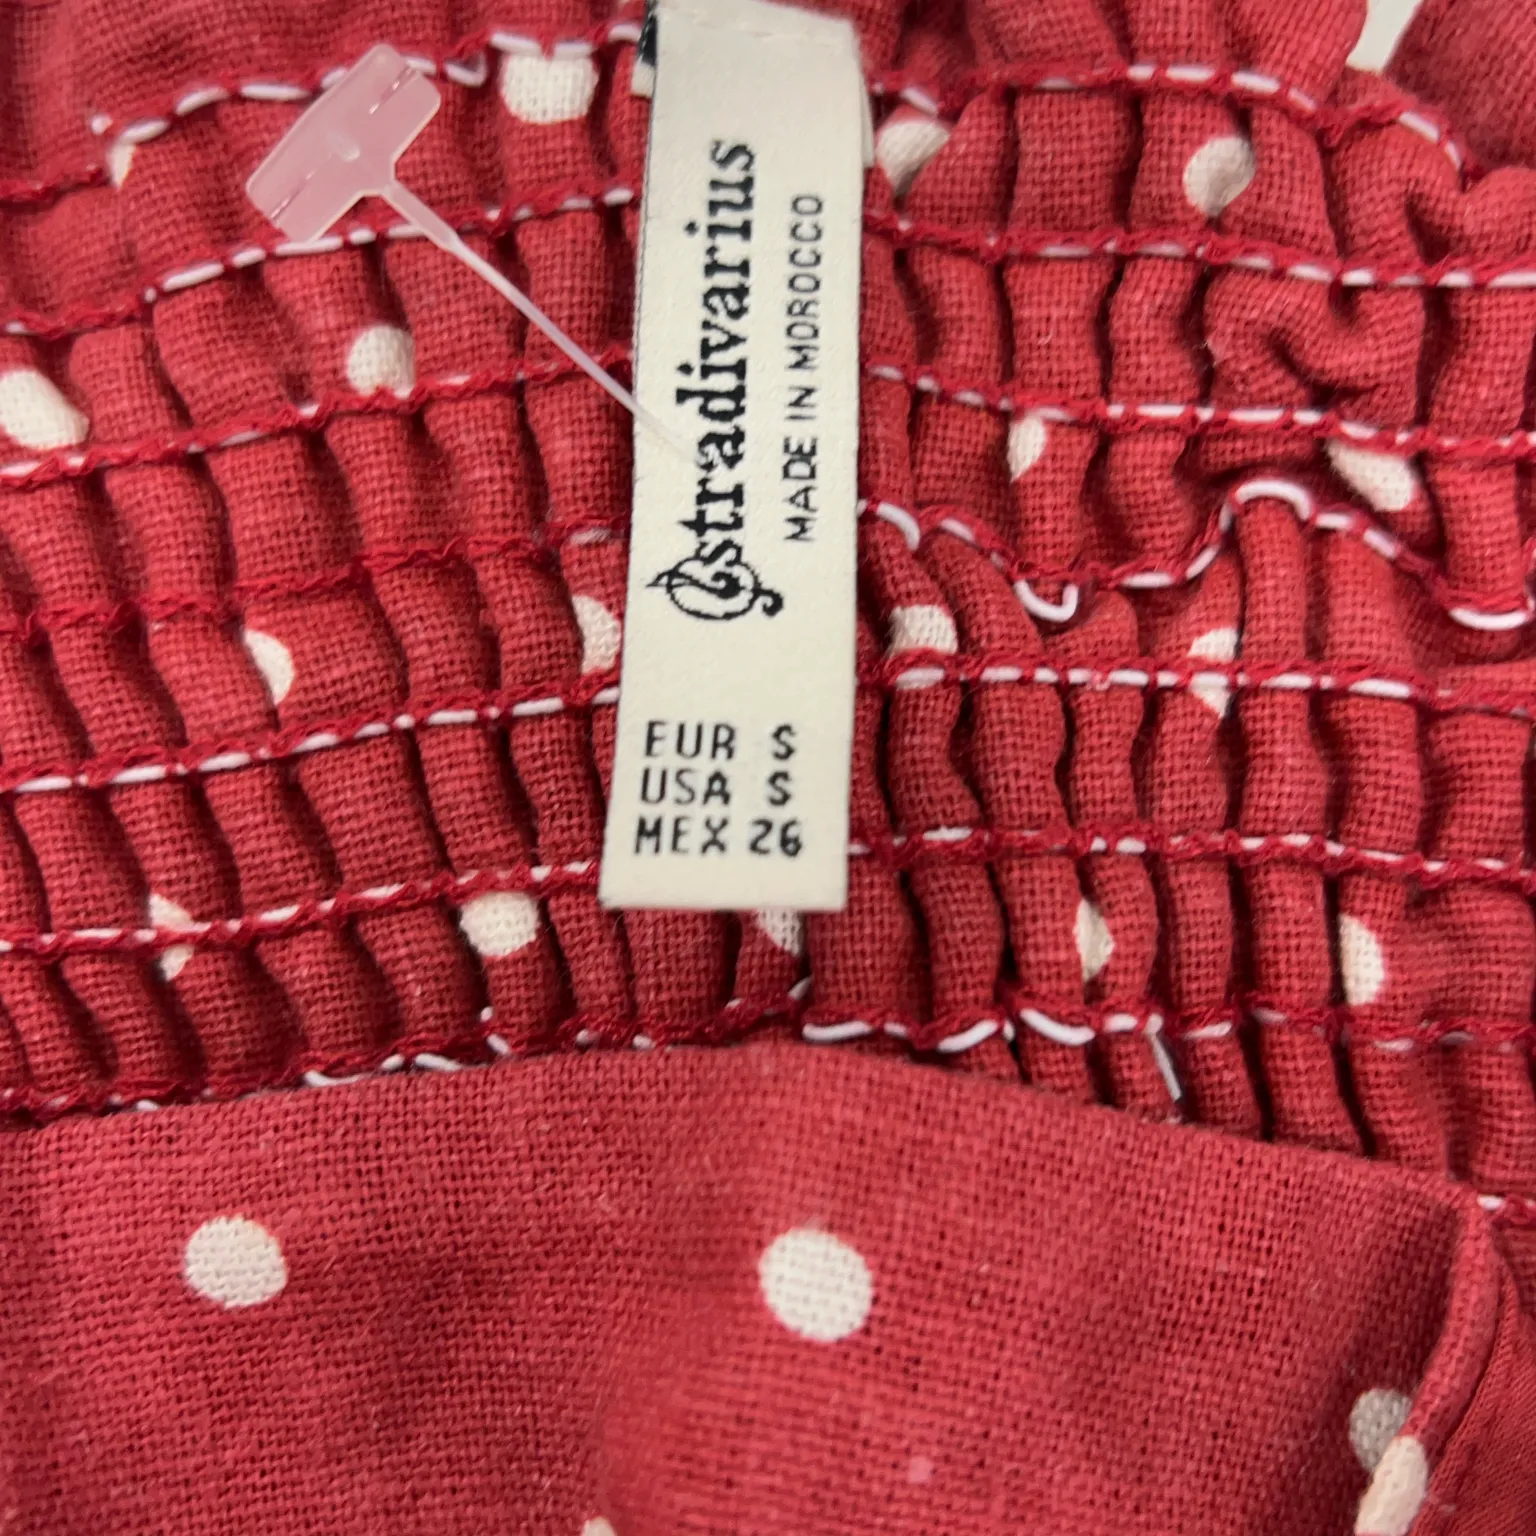 stradivarius
MADE IN MOROCCO
EUR S
USA S
MEX 26